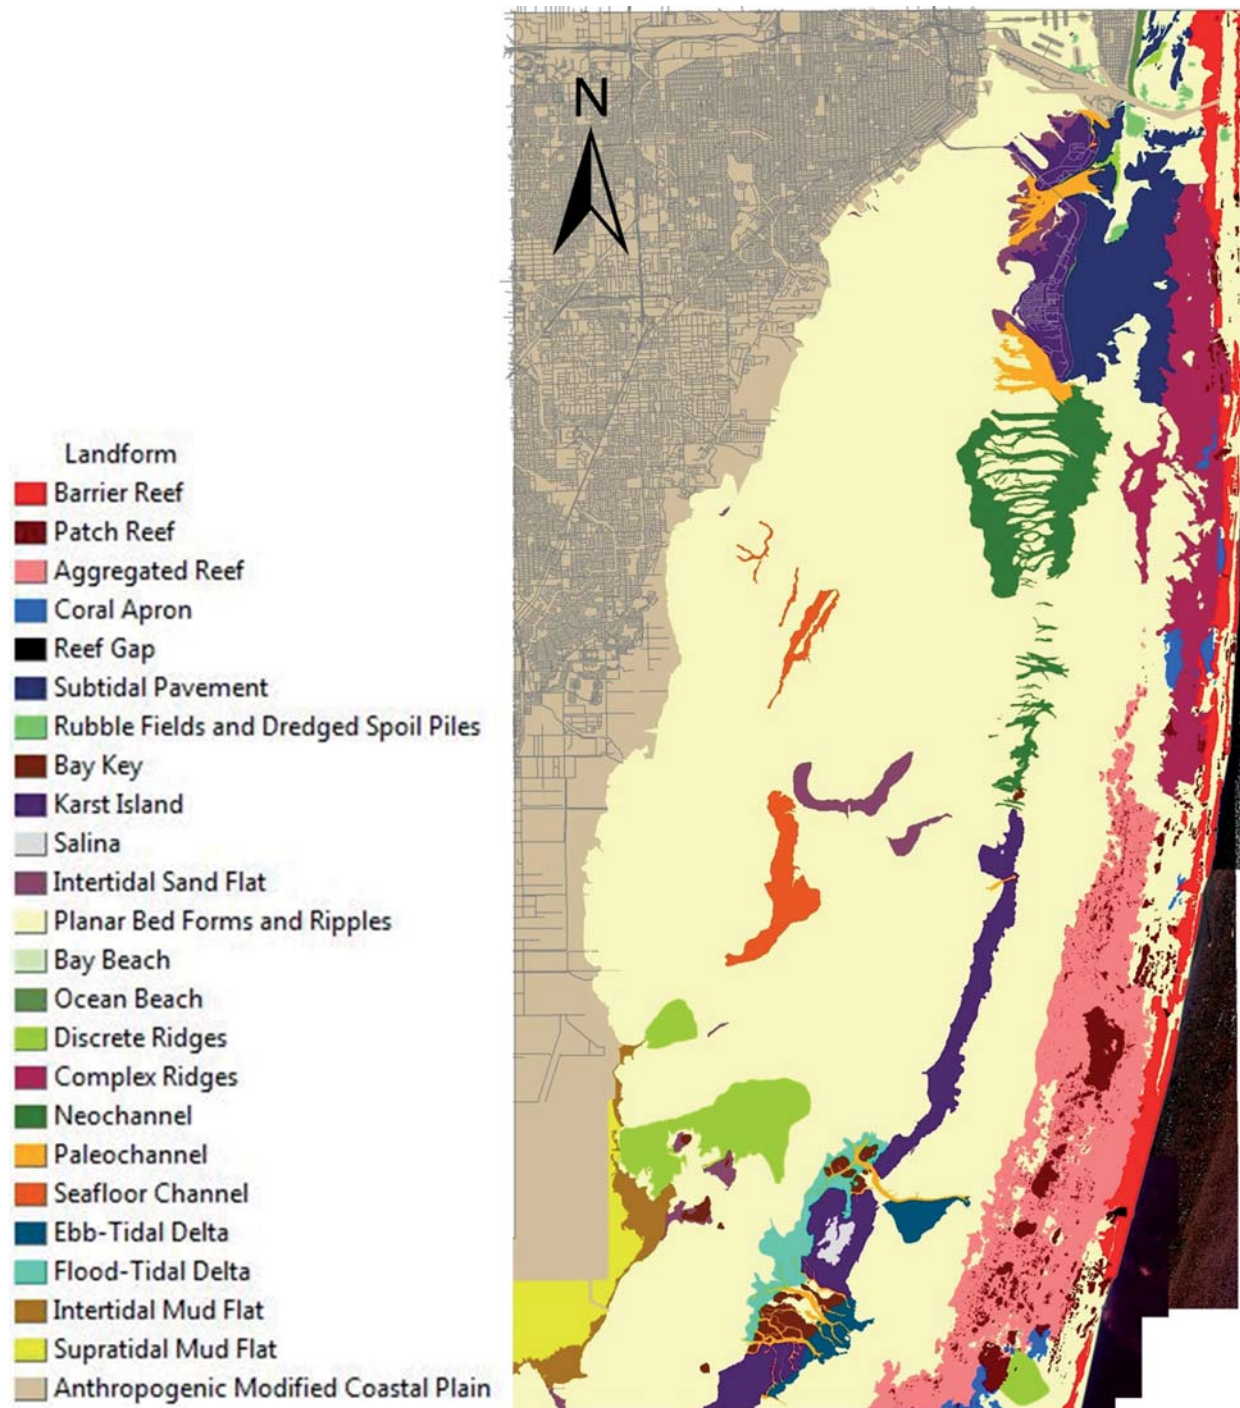 N
Landform
Barrier Reef
Patch Reef
Aggregated Reef
Coral Apron
Reef Gap
Subtidal Pavement
Rubble Fields and Dredged Spoil Piles
Bay Key
Karst Island
Salina
Intertidal Sand Flat
Planar Bed Forms and Ripples
Bay Beach
Ocean Beach
Discrete Ridges
Complex Ridges
Neochannel
Paleochannel
Seafloor Channel
Ebb-Tidal Delta
Flood-Tidal Delta
Intertidal Mud Flat
Supratidal Mud Flat
Anthropogenic Modified Coastal Plain